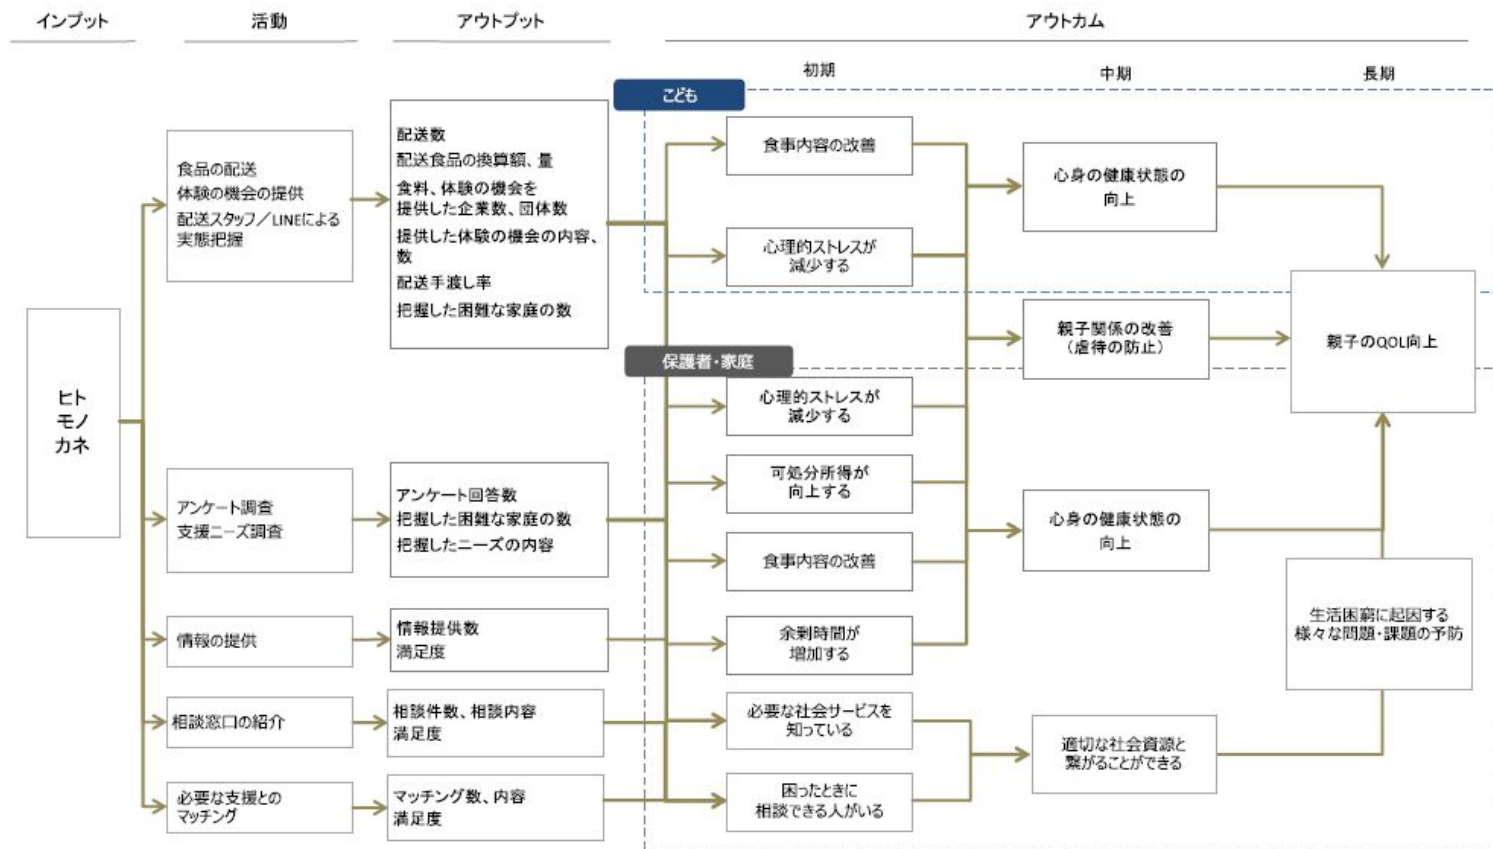 インプット
活動
アウトプット
アウトカム
初期
中期
長期
こども
ヒト
モノ
カネ
食品の配送
体験の機会の提供
配送スタッフ／LINEによる
実態把握
アンケート調査
支援ニーズ調査
情報の提供
相談窓口の紹介
必要な支援との
マッチング
配送数
配送食品の換算額、量
食料、体験の機会を
提供した企業数、団体数
提供した体験の機会の内容、
数
配送手渡し率
把握した困難な家庭の数
アンケート回答数
把握した困難な家庭の数
把握したニーズの内容
情報提供数
満足度
相談件数、相談内容
満足度
マッチング数、内容
満足度
食事内容の改善
心理的ストレスが
減少する
保護者・家庭
心理的ストレスが
減少する
可処分所得が
向上する
食事内容の改善
余剰時間が
増加する
必要な社会サービスを
知っている
困ったときに
相談できる人がいる
心身の健康状態の
向上
親子関係の改善
（虐待の防止）
心身の健康状態の
向上
適切な社会資源と
繋がることができる
親子のQOL向上
生活困窮に起因する
様々な問題・課題の予防